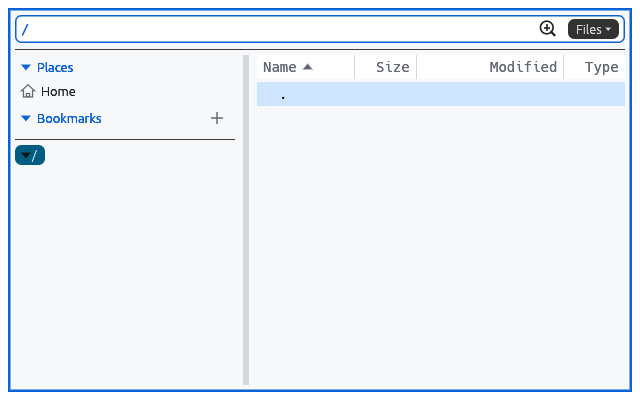 /
Files
Places
Home
Bookmarks
/
Name Size Modified Type
.